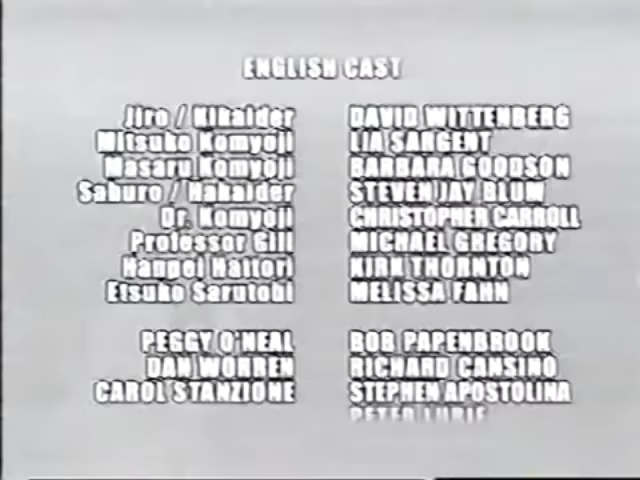 ENGLISH CAST
Jiro / Kikaider DAVID WITTENBERG
Mitsuko Komyoji LIA SARGENT
Masaru Komyoji BARBARA GOODSON
Saburo / Hakaider STEVEN JAY BLUM
Dr. Komyoji CHRISTOPHER CARROLL
Professor Gill MICHAEL GREGORY
Hanpei Hattori KIRK THORNTON
Etsuko Sarutobi MELISSA FAHN
PEGGY O'NEAL BOB PAPENBROOK
DAN WORREN RICHARD CANSINO
CAROL STANZIONE STEPHEN APOSTOLINA
PETER LURIE